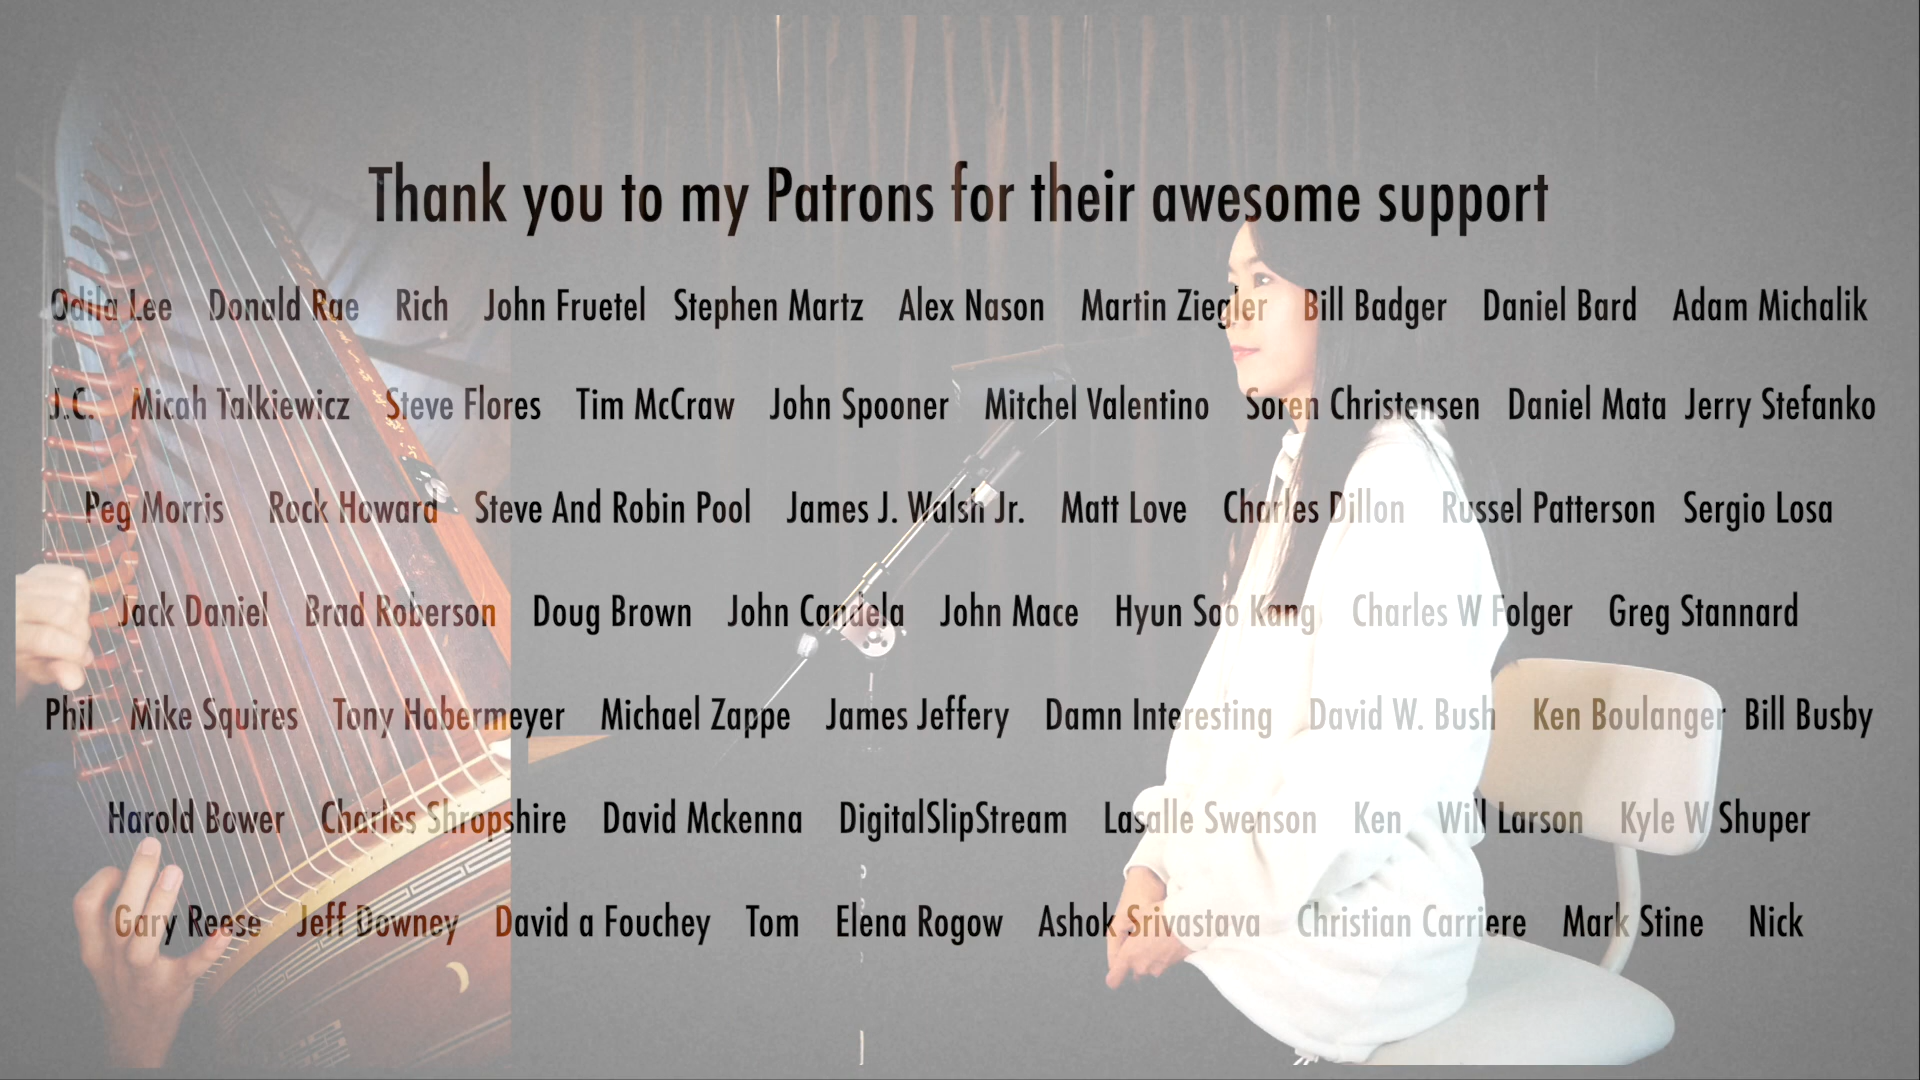 Thank you to my Patrons for their awesome support
Odila Lee Donald Rae Rich John Fruetel Stephen Martz Alex Nason Martin Ziegler Bill Badger Daniel Bard Adam Michalik
J.C. Micah Talkiewicz Steve Flores Tim McCraw John Spooner Mitchel Valentino Soren Christensen Daniel Mata Jerry Stefanko
Peg Morris Rock Howard Steve And Robin Pool James J. Walsh Jr. Matt Love Charles Dillon Russel Patterson Sergio Losa
Jack Daniel Brad Roberson Doug Brown John Candela John Mace Hyun Soo Kang Charles W Folger Greg Stannard
Phil Mike Squires Tony Habermeyer Michael Zappe James Jeffery Damn Interesting David W. Bush Ken Boulanger Bill Busby
Harold Bower Charles Shropshire David Mckenna DigitalSlipStream Lasalle Swenson Ken Will Larson Kyle W Shuper
Gary Reese Jeff Downey David a Fouchey Tom Elena Rogow Ashok Srivastava Christian Carriere Mark Stine Nick